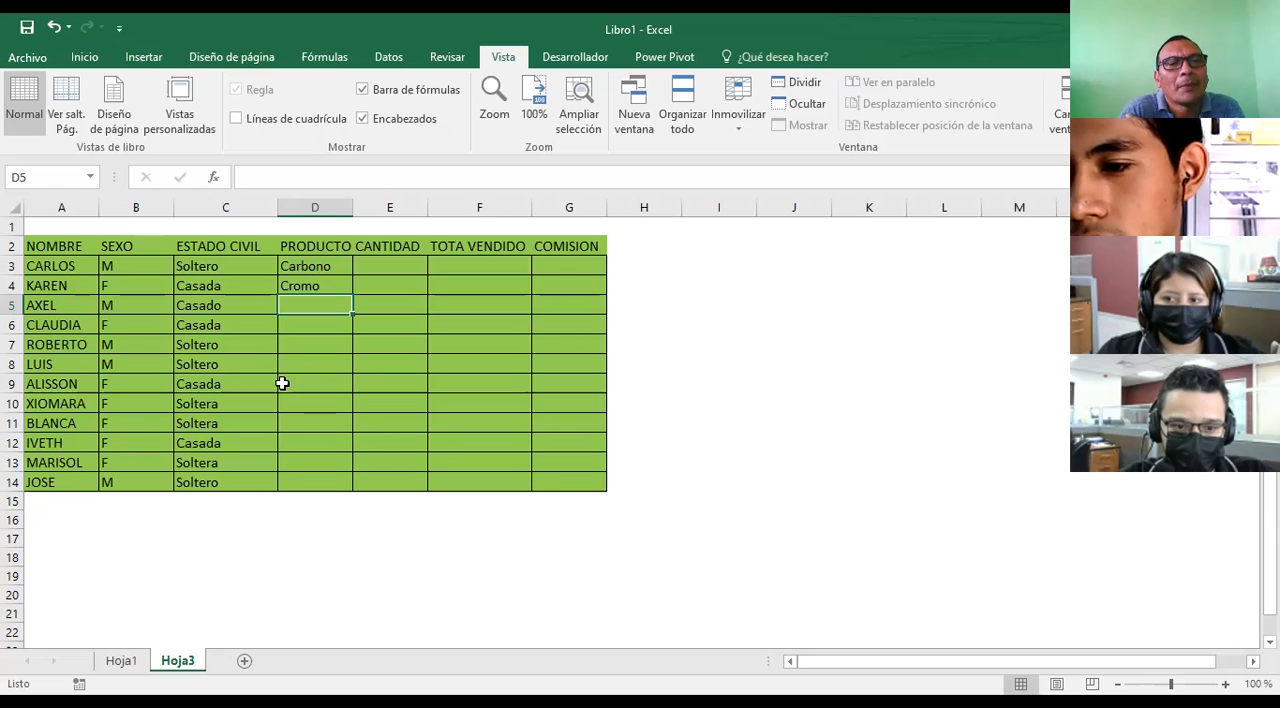 Libro1 - Excel
Archivo Inicio Insertar Diseño de página Fórmulas Datos Revisar Vista Desarrollador Power Pivot ¿Qué desea hacer?
Normal Ver salt. Pág. Diseño de página Vistas personalizadas
Vistas de libro
Regla Barra de fórmulas
Líneas de cuadrícula Encabezados
Mostrar
Zoom 100% Ampliar selección
Zoom
Nueva ventana Organizar todo Inmovilizar
Dividir Ver en paralelo
Ocultar Desplazamiento sincrónico
Mostrar Restablecer posición de la ventana
Ventana
D5 fx
A B C D E F G H I J K L M
1
2 NOMBRE SEXO ESTADO CIVIL PRODUCTO CANTIDAD TOTA VENDIDO COMISION
3 CARLOS M Soltero Carbono
4 KAREN F Casada Cromo
5 AXEL M Casado
6 CLAUDIA F Casada
7 ROBERTO M Soltero
8 LUIS M Soltero
9 ALISSON F Casada
10 XIOMARA F Soltera
11 BLANCA F Soltera
12 IVETH F Casada
13 MARISOL F Soltera
14 JOSE M Soltero
15
16
17
18
19
20
21
22
Hoja1 Hoja3
Listo 100 %